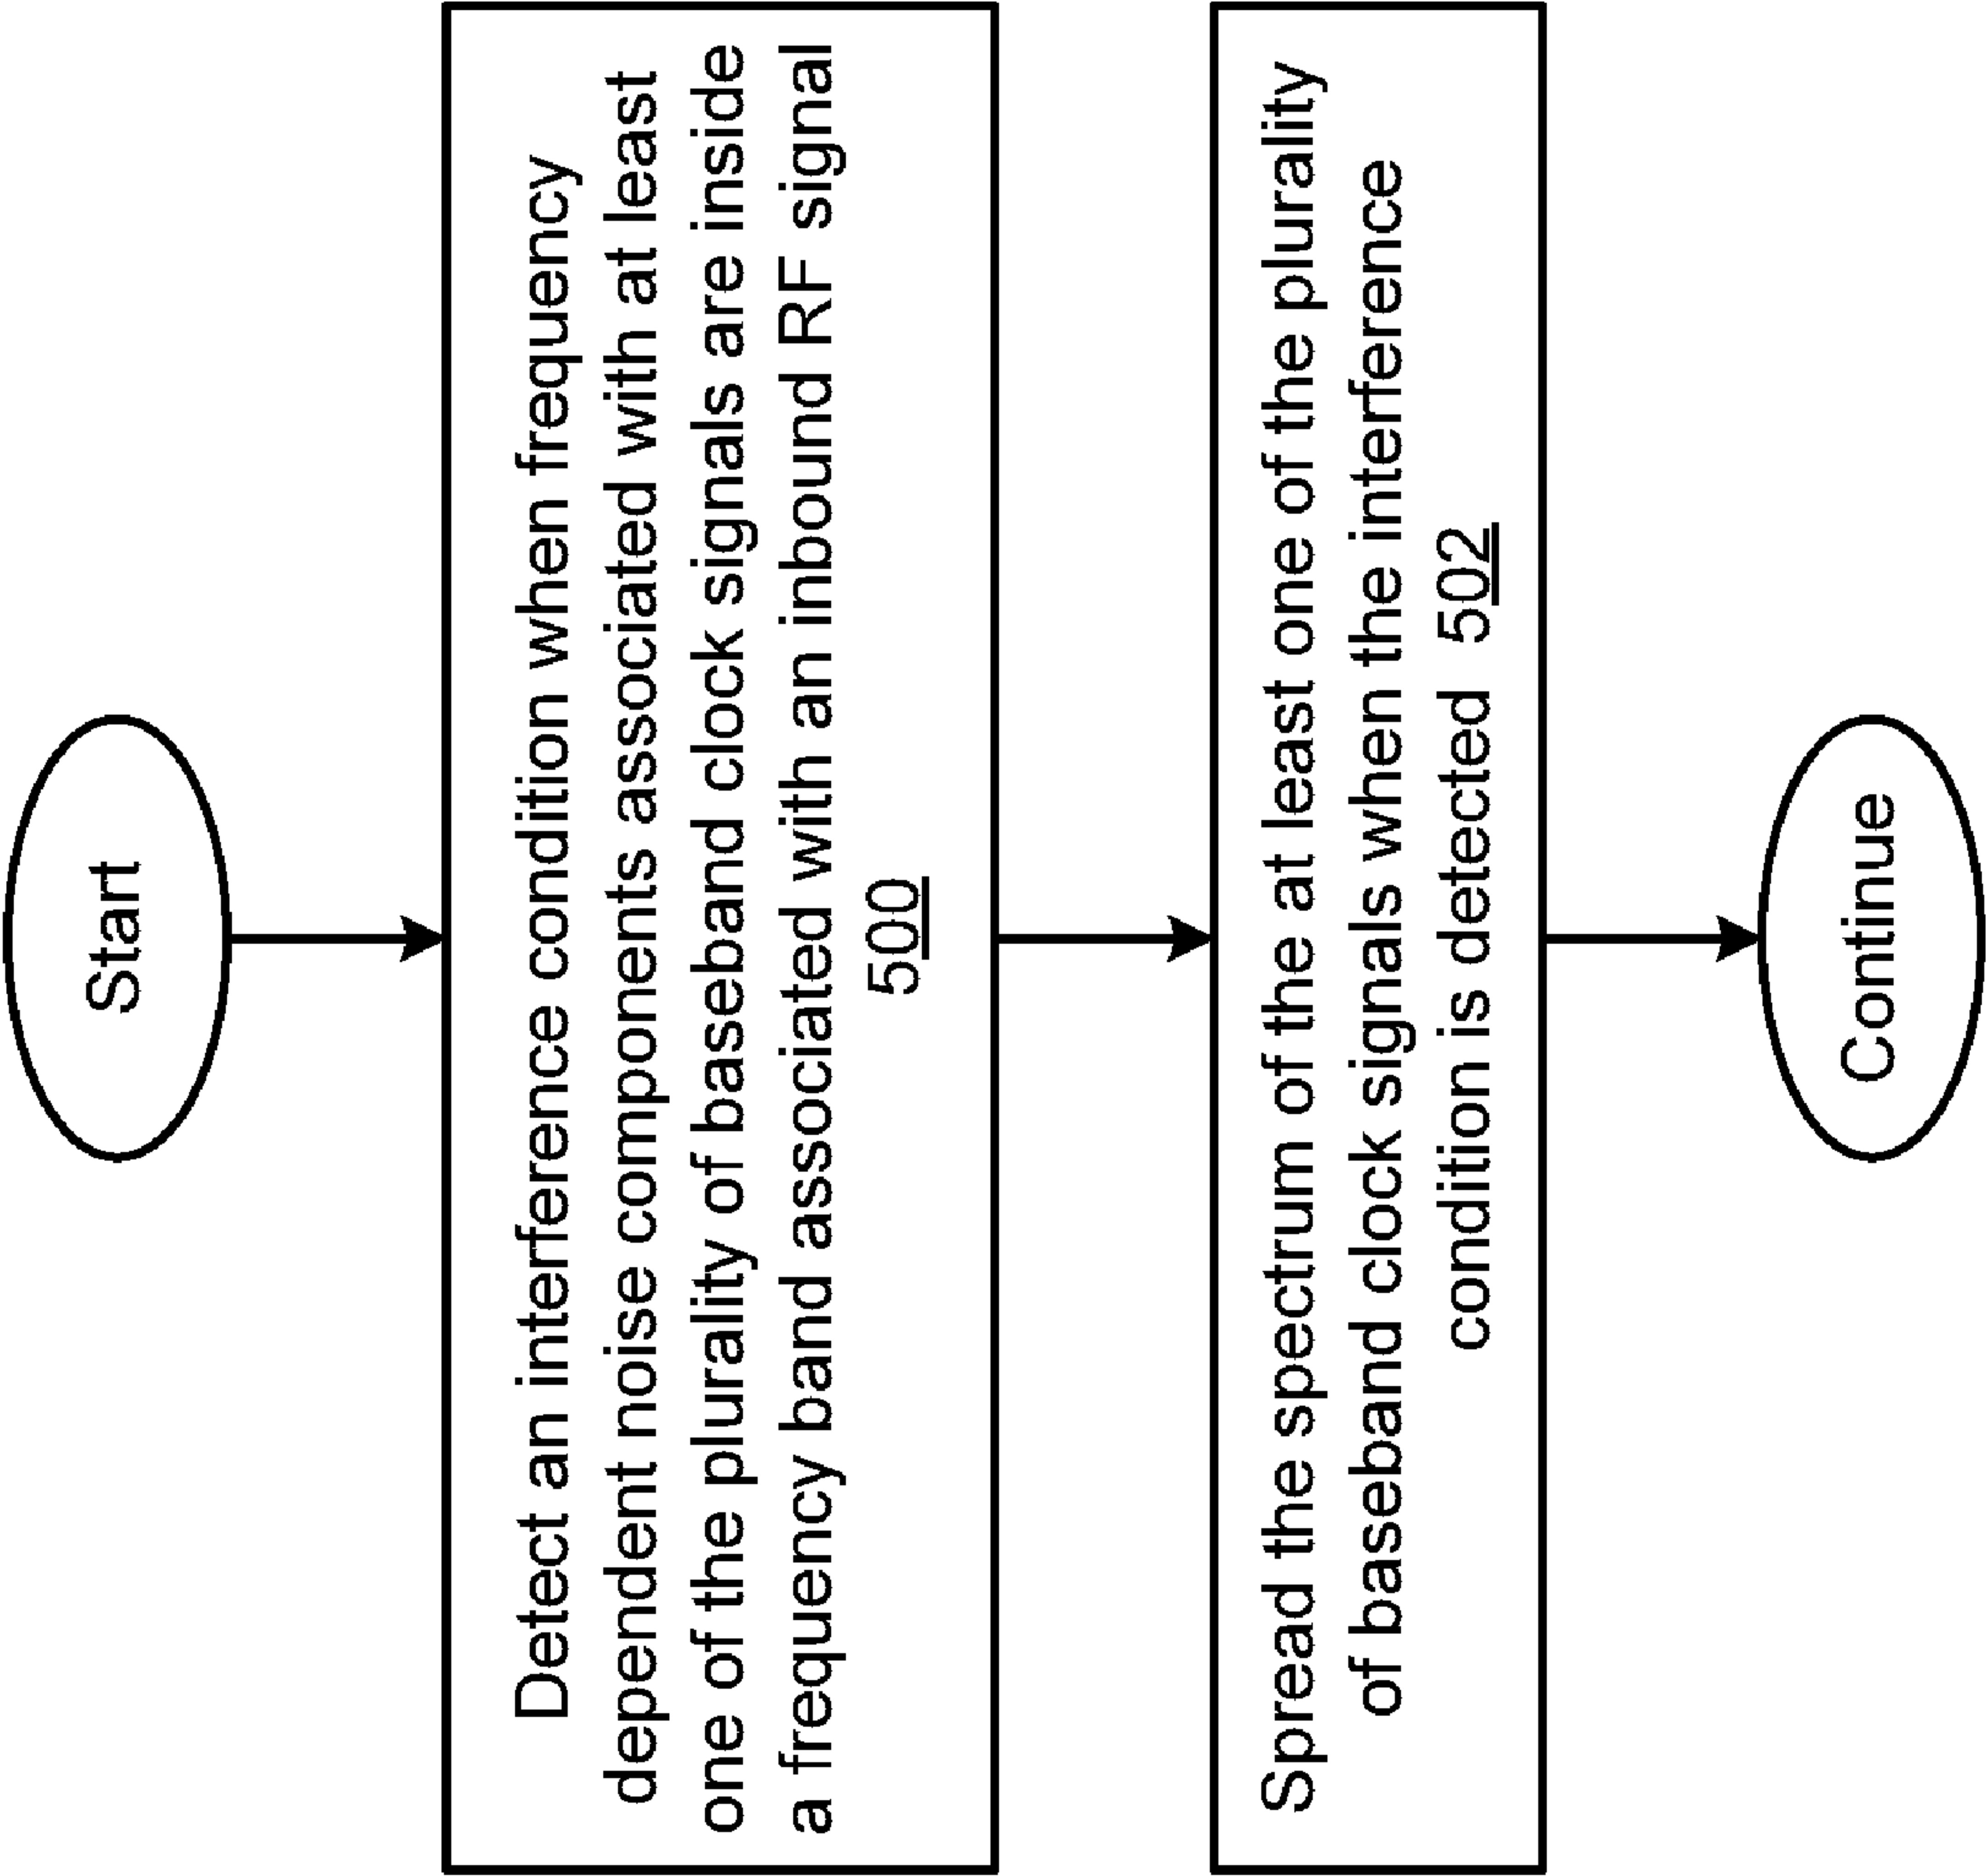 Start
Detect an interference condition when frequency
dependent noise components associated with at least
one of the plurality of baseband clock signals are inside
a frequency band associated with an inbound RF signal
500
Spread the spectrum of the at least one of the plurality
of baseband clock signals when the interference
condition is detected 502
Continue